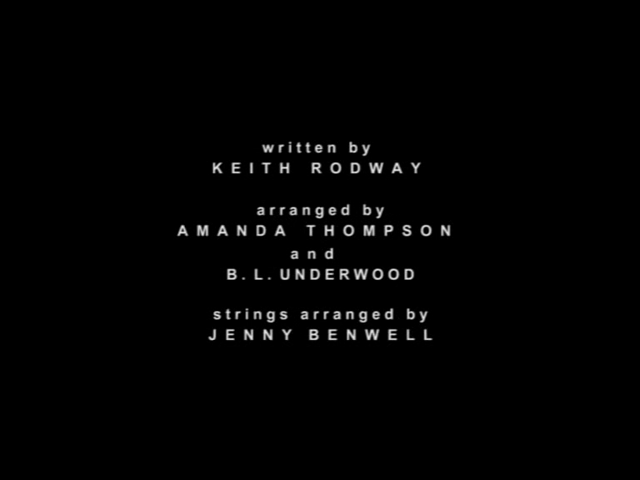 written by
KEITH RODWAY
arranged by
AMANDA THOMPSON
and
B. L. UNDERWOOD
strings arranged by
JENNY BENWELL